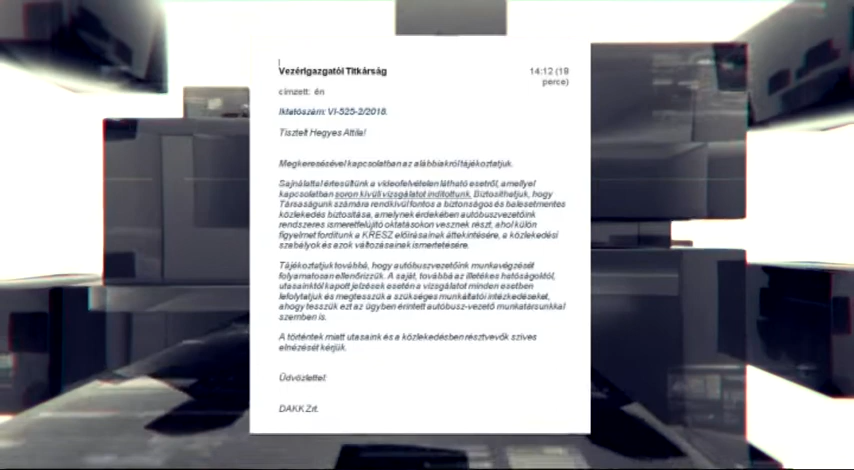 Vezérigazgatói Titkárság 14:12 (18
perce)
címzett: én
Iktatószám: VI-525-2/2018.
Tisztelt Hegyes Attila!
Megkeresésével kapcsolatban az alábbiakról tájékoztatjuk.
Sajnálattal értesültünk a videofelvételen látható esetről, amellyel
kapcsolatban soron kívüli vizsgálatot indítottunk. Biztosíthatjuk, hogy
Társaságunk számára rendkívül fontos a biztonságos és balesetmentes
közlekedés biztosítása, amelynek érdekében autóbuszvezetőink
rendszeres ismeretfelújító oktatásokon vesznek részt, ahol külön
figyelmet fordítunk a KRESZ előírásainak áttekintésére, a közlekedési
szabályok és azok változásainak ismertetésére.
Tájékoztatjuk továbbá, hogy autóbuszvezetőink munkavégzését
folyamatosan ellenőrizzük. A saját, továbbá az illetékes hatóságoktól,
utasainktól kapott jelzések esetén a vizsgálatot minden esetben
lefolytatjuk és megtesszük a szükséges munkáltatói intézkedéseket,
ahogy tesszük ezt az ügyben érintett autóbusz-vezető munkatársunkkal
szemben is.
A történtek miatt utasaink és a közlekedésben résztvevők szíves
elnézését kérjük.
Üdvözlettel:
DAKK Zrt.